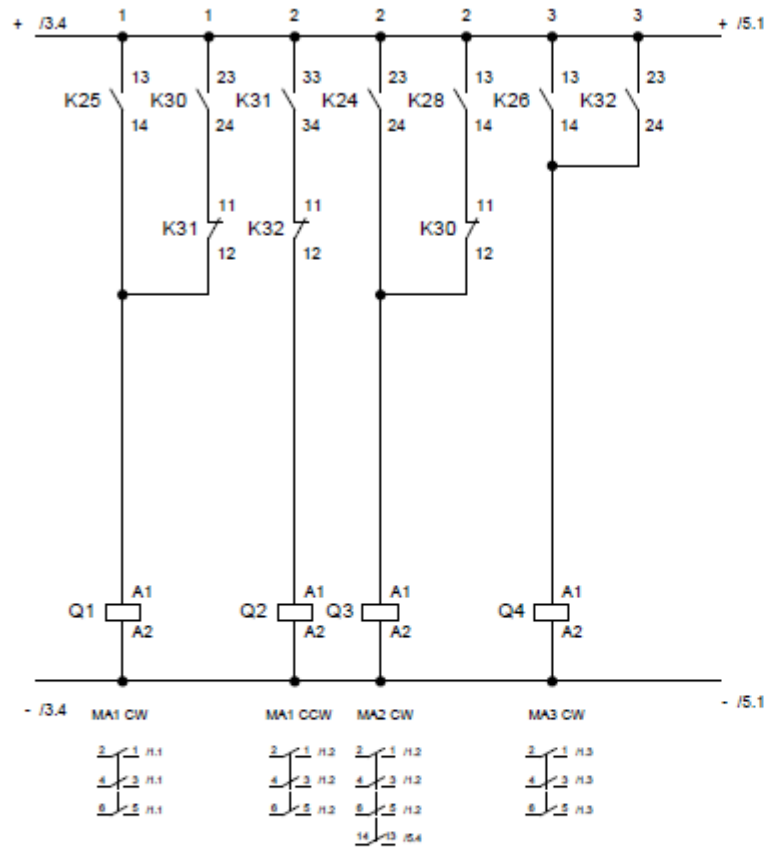 1 1 2 2 2 3 3
+ /3.4 + /5.1
13 23 33 23 13 13 23
K25 K30 K31 K24 K28 K26 K32
14 24 34 24 14 14 24
11 11 11
K31 K32 K30
12 12 12
A1 A1 A1 A1
Q1 Q2 Q3 Q4
A2 A2 A2 A2
- /3.4 - /5.1
MA1 CW MA1 CCW MA2 CW MA3 CW
2 1 /1.1 2 1 /1.2 2 1 /1.2 2 1 /1.3
4 3 /1.1 4 3 /1.2 4 3 /1.2 4 3 /1.3
6 5 /1.1 6 5 /1.2 6 5 /1.2 6 5 /1.3
14 13 /5.4